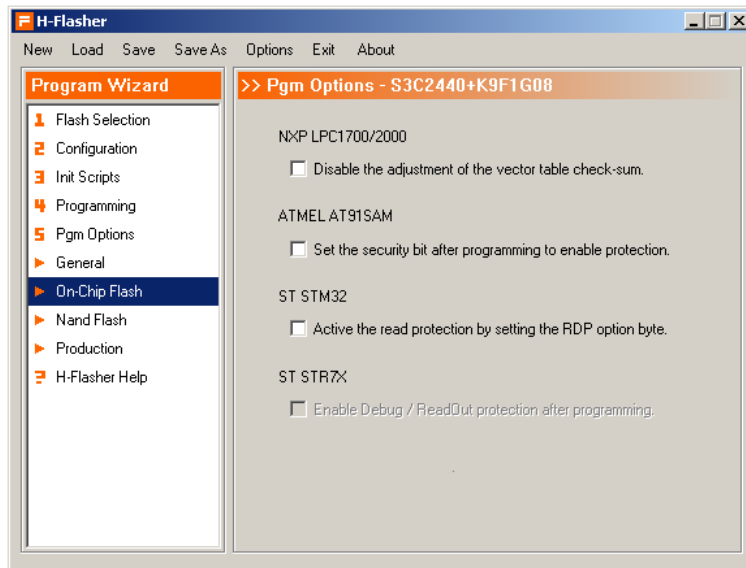 H-Flasher
New Load Save Save As Options Exit About
Program Wizard
1 Flash Selection
2 Configuration
3 Init Scripts
4 Programming
5 Pgm Options
General
On-Chip Flash
Nand Flash
Production
? H-Flasher Help
>> Pgm Options - S3C2440+K9F1G08
NXP LPC1700/2000
Disable the adjustment of the vector table check-sum.
ATMEL AT91SAM
Set the security bit after programming to enable protection.
ST STM32
Active the read protection by setting the RDP option byte.
ST STR7X
Enable Debug / ReadOut protection after programming.